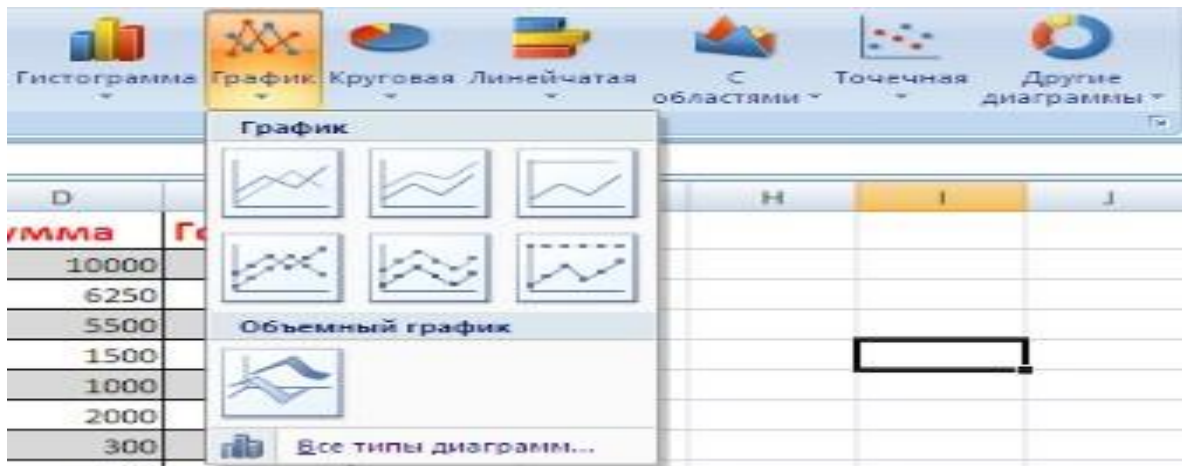 Гистограмма График Круговая Линейчатая С областями Точечная Другие диаграммы
График
D H I J
умма Го
10000
6250
5500
Объемный график
1500
1000
2000
300
Все типы диаграмм...